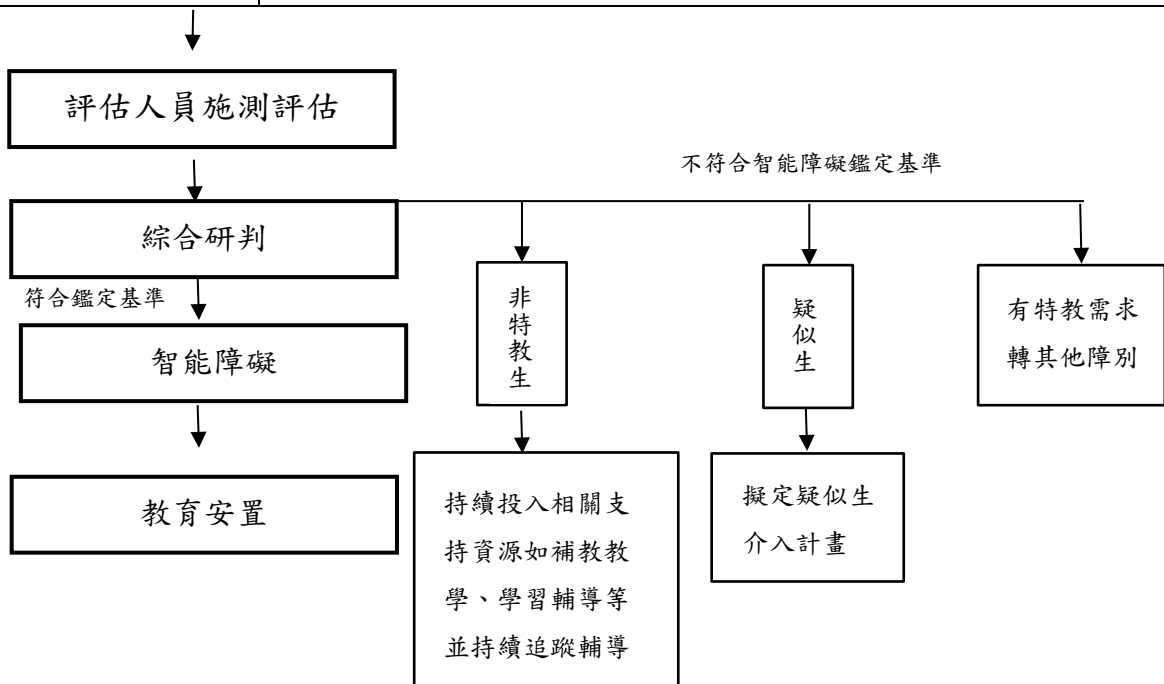 評估人員施測評估
不符合智能障礙鑑定基準
綜合研判
符合鑑定基準
非特教生
疑似生
有特教需求
轉其他障別
智能障礙
教育安置
持續投入相關支
持資源如補教教
學、學習輔導等
並持續追蹤輔導
擬定疑似生
介入計畫